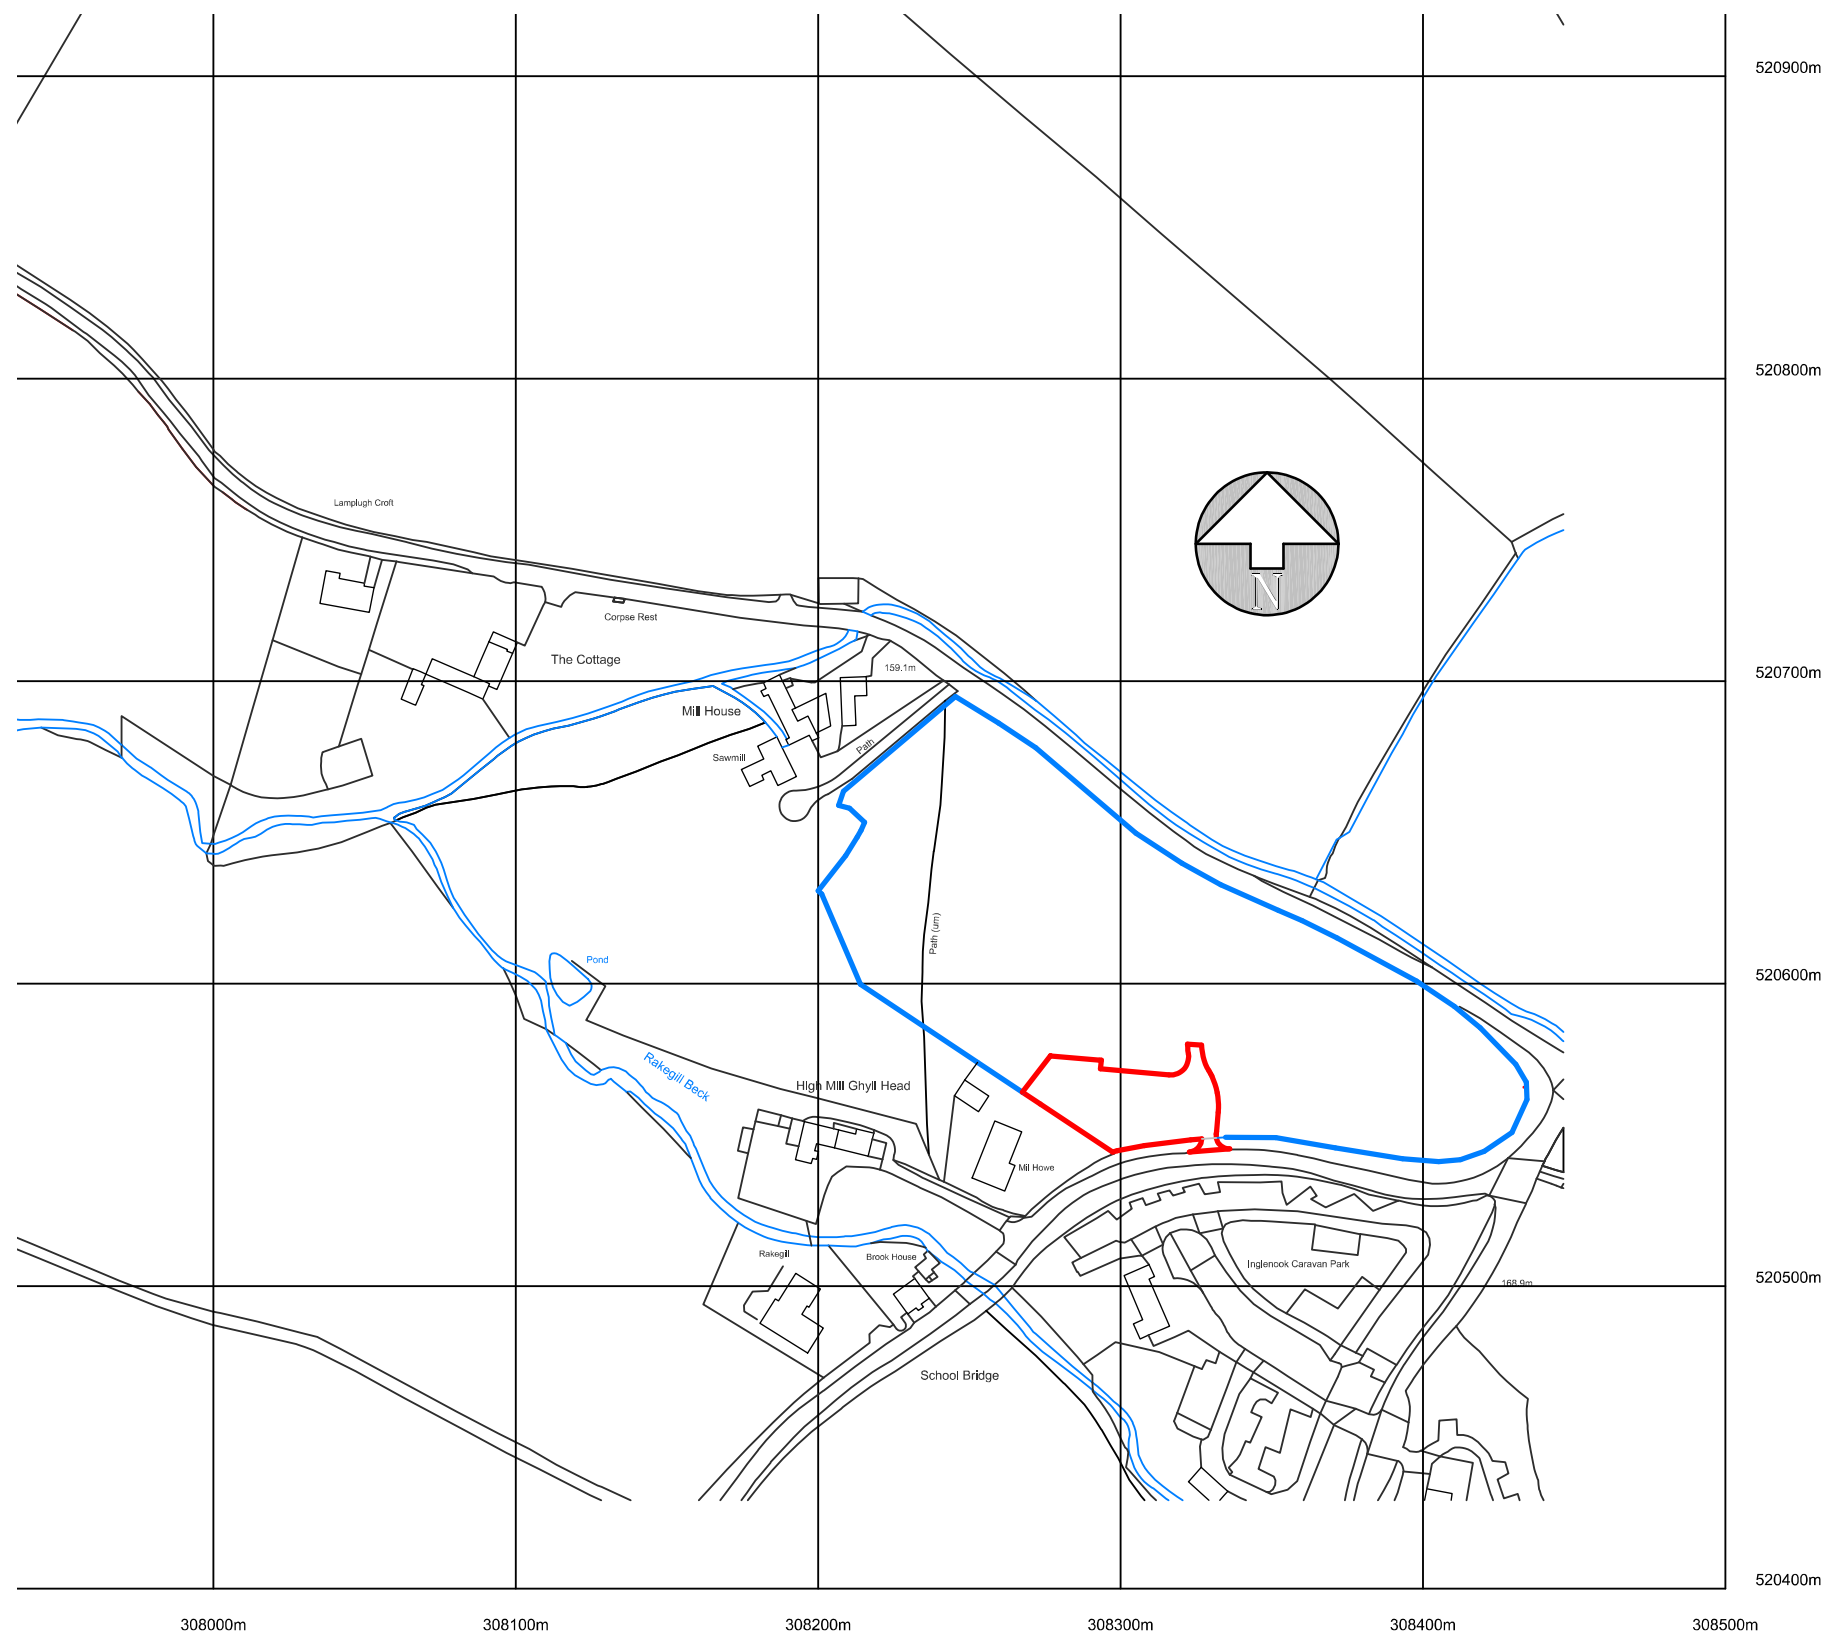 520900m
520800m
Lamplugh Croft
N
Corpse Rest
The Cottage
159.1m
520700m
Mill House
Path
Sawmill
Path (um)
Pond
520600m
Rakegill Beck
High Mill Ghyll Head
Mil Howe
Rakegill
Brook House
Inglenook Caravan Park
168.9m
520500m
School Bridge
520400m
308000m
308100m
308200m
308300m
308400m
308500m